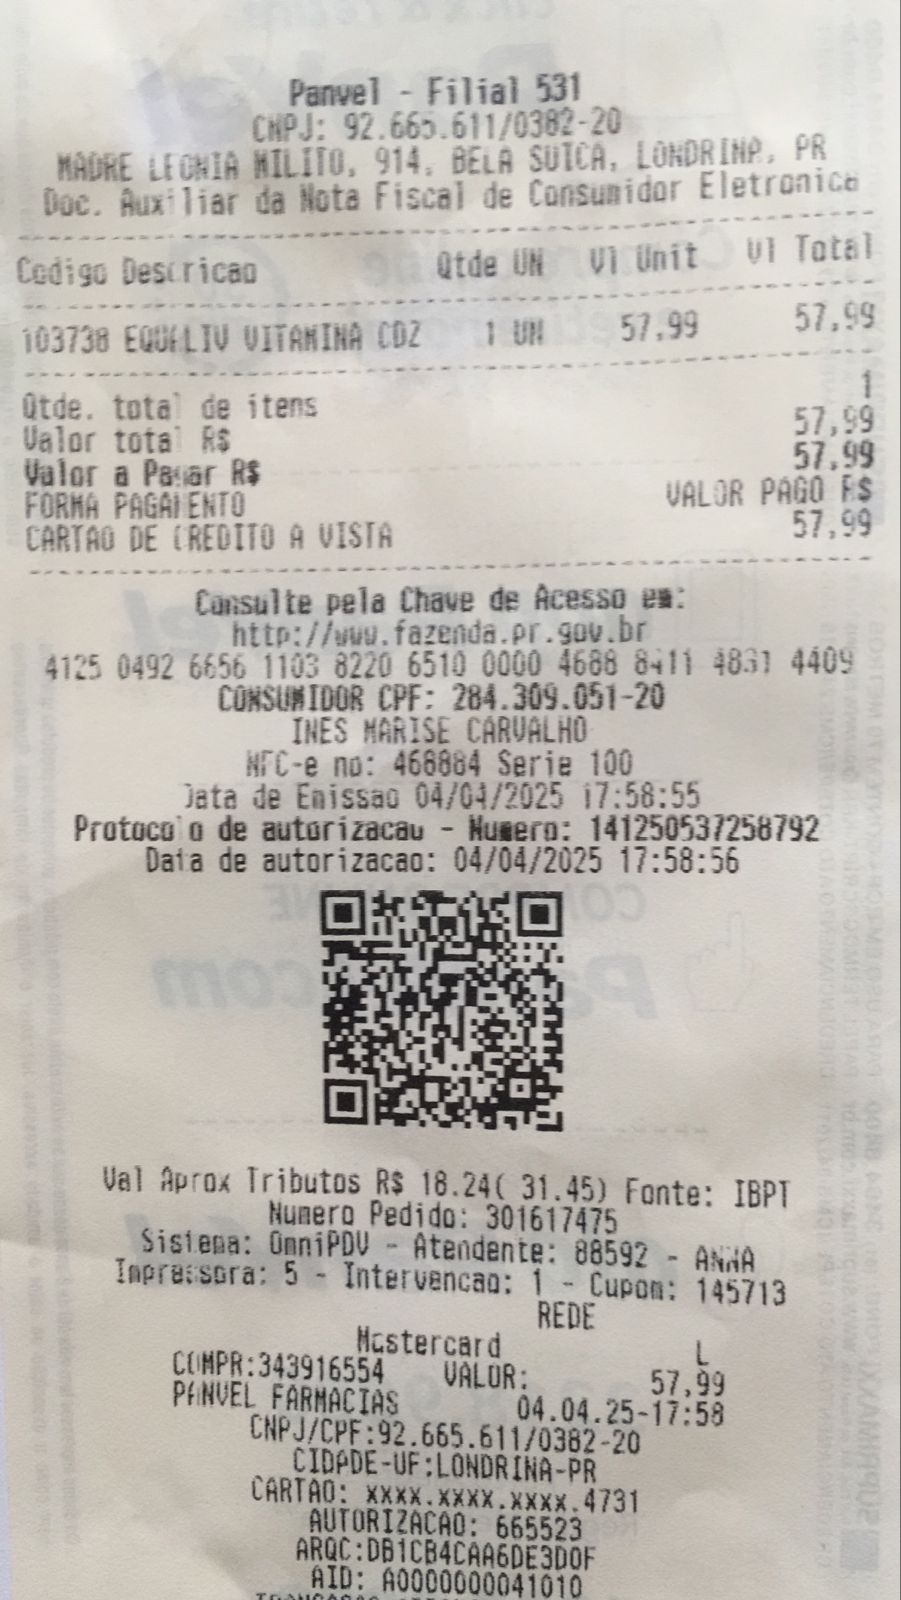 Panvel - Filial 531
CNPJ: 92.665.611/0382-20
MADRE LEONIA MILITO, 914, BELA SUICA, LONDRINA, PR
Doc. Auxiliar da Nota Fiscal de Consumidor Eletronica
Codigo Descricao Qtde UN Vl Unit Vl Total
103738 EQUALIV VITAMINA CDZ 1 UN 57,99 57,99
Qtde. total de itens 1
Valor total R$ 57,99
Valor a Pagar R$ 57,99
FORMA PAGAMENTO VALOR PAGO R$
CARTAO DE CREDITO A VISTA 57,99
Consulte pela Chave de Acesso em:
http://www.fazenda.pr.gov.br
4125 0492 6656 1103 8220 6510 0000 4688 8411 4831 4409
CONSUMIDOR CPF: 284.309.051-20
INES MARISE CARVALHO
NFC-e no: 468884 Serie 100
Data de Emissao 04/04/2025 17:58:55
Protocolo de autorizacao - Numero: 141250537258792
Data de autorizacao: 04/04/2025 17:58:56
Val Aprox Tributos R$ 18.24( 31.45) Fonte: IBPT
Numero Pedido: 301617475
Sistema: OmniPDV - Atendente: 88592 - ANNA
Impressora: 5 - Intervencao: 1 - Cupom: 145713
REDE
Mastercard L
COMPR:343916554 VALOR: 57,99
PANVEL FARMACIAS 04.04.25-17:58
CNPJ/CPF:92.665.611/0382-20
CIDADE-UF:LONDRINA-PR
CARTAO: xxxx.xxxx.xxxx.4731
AUTORIZACAO: 665523
ARQC:DB1CB4CAA6DE3D0F
AID: A0000000041010